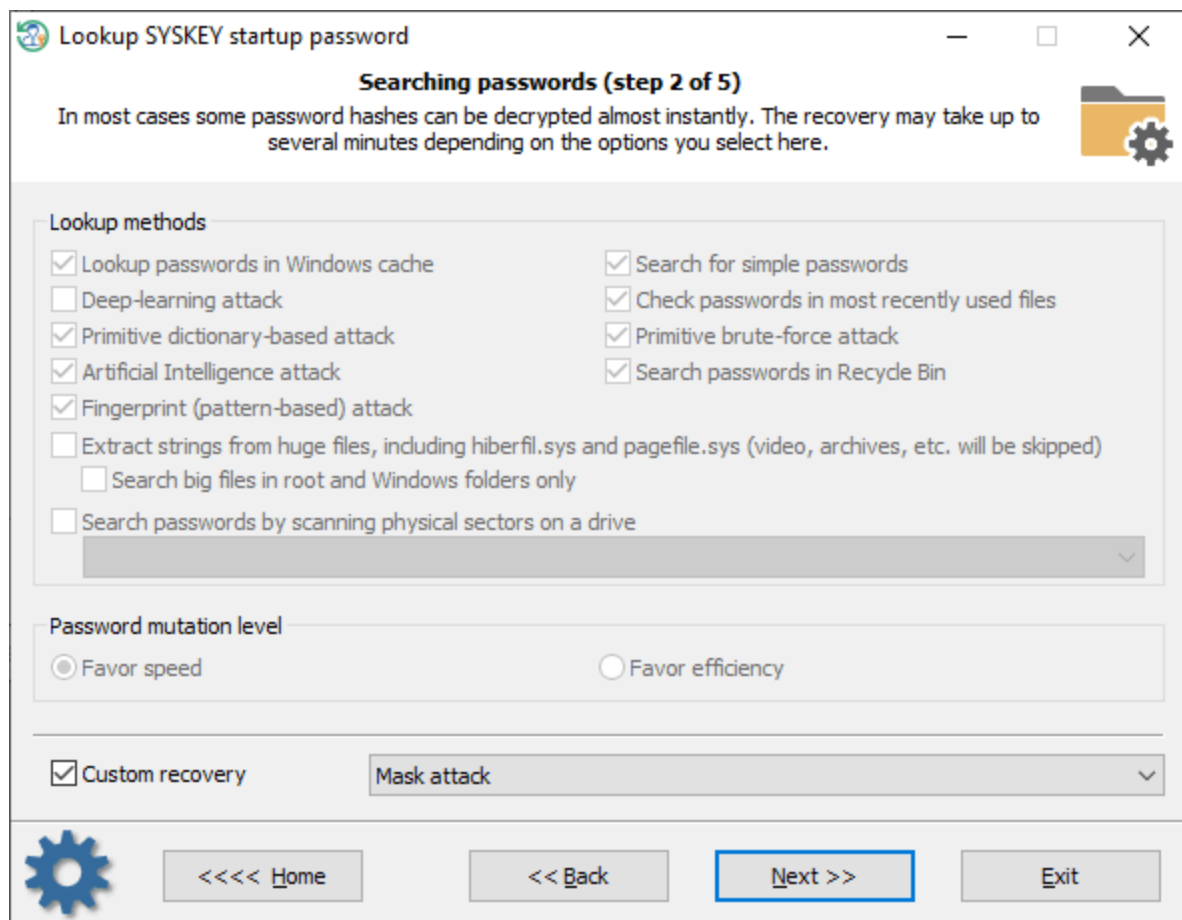 Lookup SYSKEY startup password
Searching passwords (step 2 of 5)
In most cases some password hashes can be decrypted almost instantly. The recovery may take up to
several minutes depending on the options you select here.
Lookup methods
Lookup passwords in Windows cache
Search for simple passwords
Deep-learning attack
Check passwords in most recently used files
Primitive dictionary-based attack
Primitive brute-force attack
Artificial Intelligence attack
Search passwords in Recycle Bin
Fingerprint (pattern-based) attack
Extract strings from huge files, including hiberfil.sys and pagefile.sys (video, archives, etc. will be skipped)
Search big files in root and Windows folders only
Search passwords by scanning physical sectors on a drive
Password mutation level
Favor speed
Favor efficiency
Custom recovery
Mask attack
<<<< Home
<< Back
Next >>
Exit